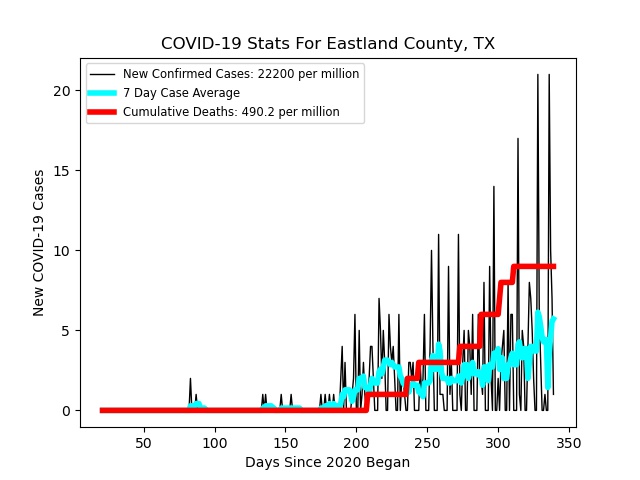 COVID-19 Stats For Eastland County, TX
New Confirmed Cases: 22200 per million
7 Day Case Average
Cumulative Deaths: 490.2 per million
New COVID-19 Cases
20
15
10
5
0
50 100 150 200 250 300 350
Days Since 2020 Began